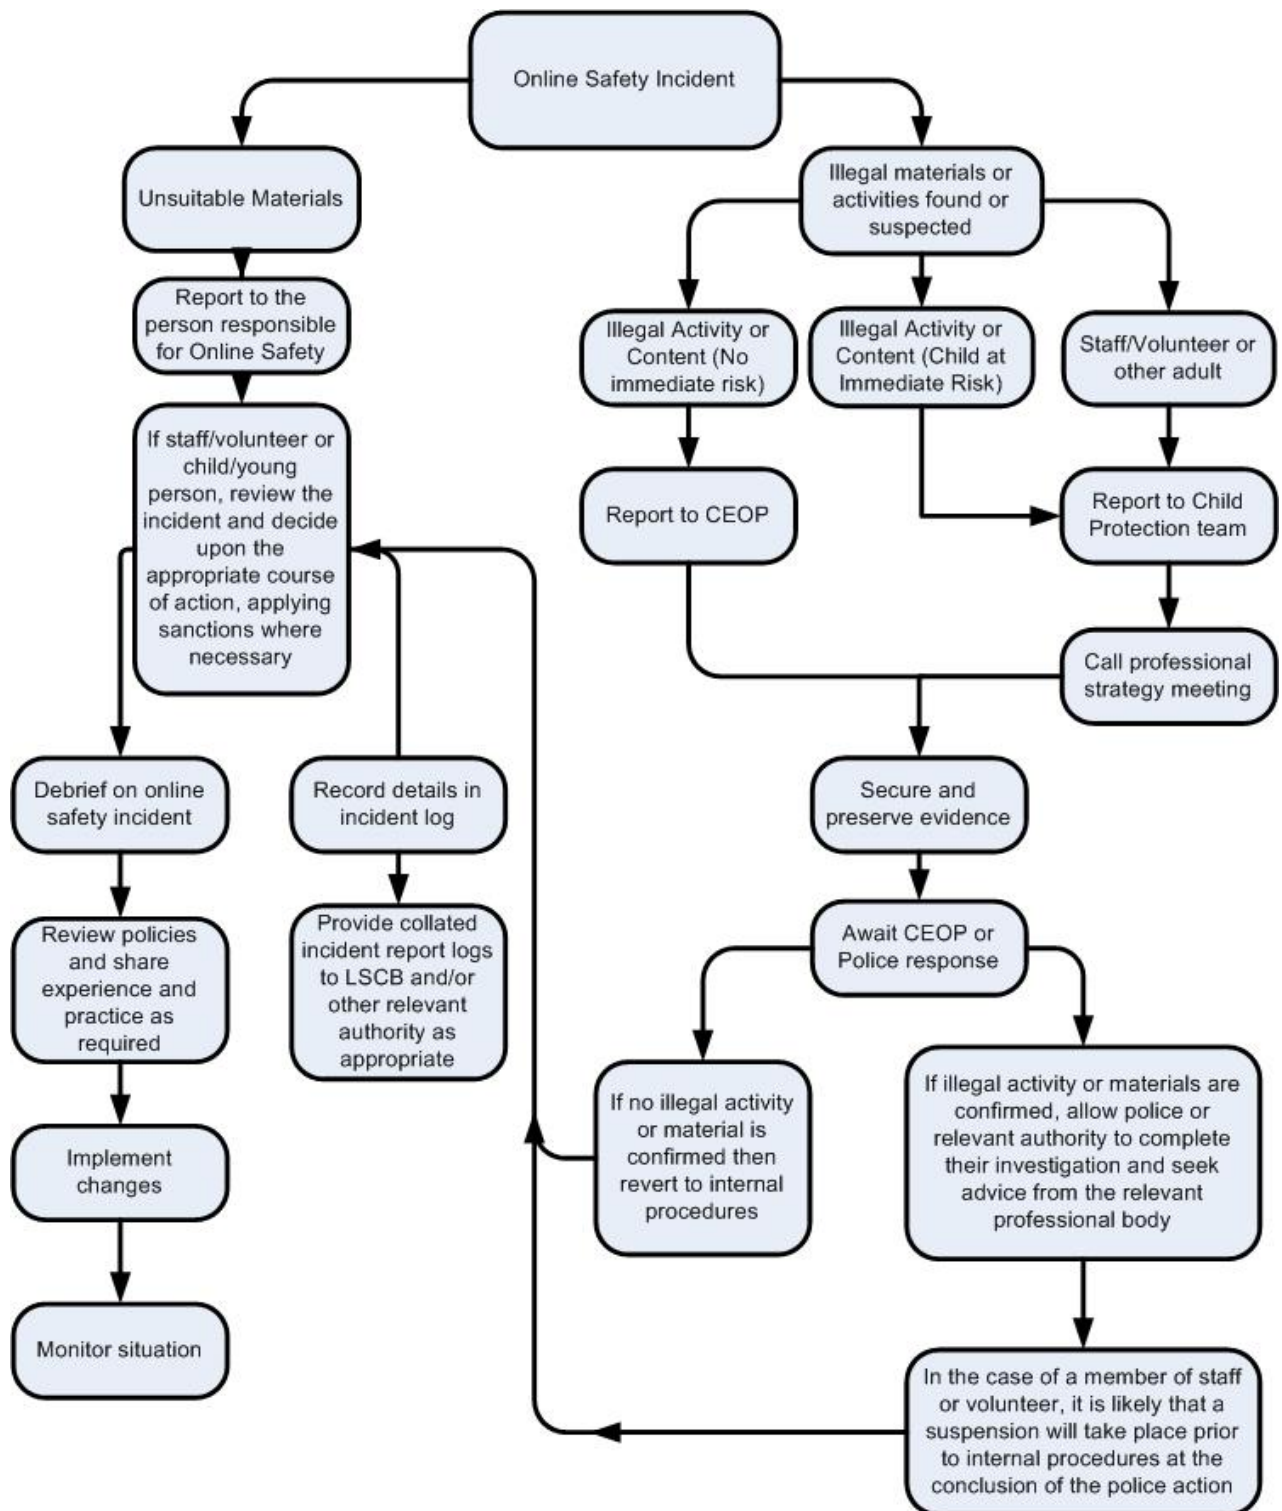 Online Safety Incident
Unsuitable Materials
Report to the
person responsible
for Online Safety
If staff/volunteer or
child/young
person, review the
incident and decide
upon the
appropriate course
of action, applying
sanctions where
necessary
Debrief on online
safety incident
Review policies
and share
experience and
practice as
required
Implement
changes
Monitor situation
Record details in
incident log
Provide collated
incident report logs
to LSCB and/or
other relevant
authority as
appropriate
Illegal materials or
activities found or
suspected
Illegal Activity or
Content (No
immediate risk)
Illegal Activity or
Content (Child at
Immediate Risk)
Staff/Volunteer or
other adult
Report to CEOP
Report to Child
Protection team
Call professional
strategy meeting
Secure and
preserve evidence
Await CEOP or
Police response
If no illegal activity
or material is
confirmed then
revert to internal
procedures
If illegal activity or materials are
confirmed, allow police or
relevant authority to complete
their investigation and seek
advice from the relevant
professional body
In the case of a member of staff
or volunteer, it is likely that a
suspension will take place prior
to internal procedures at the
conclusion of the police action